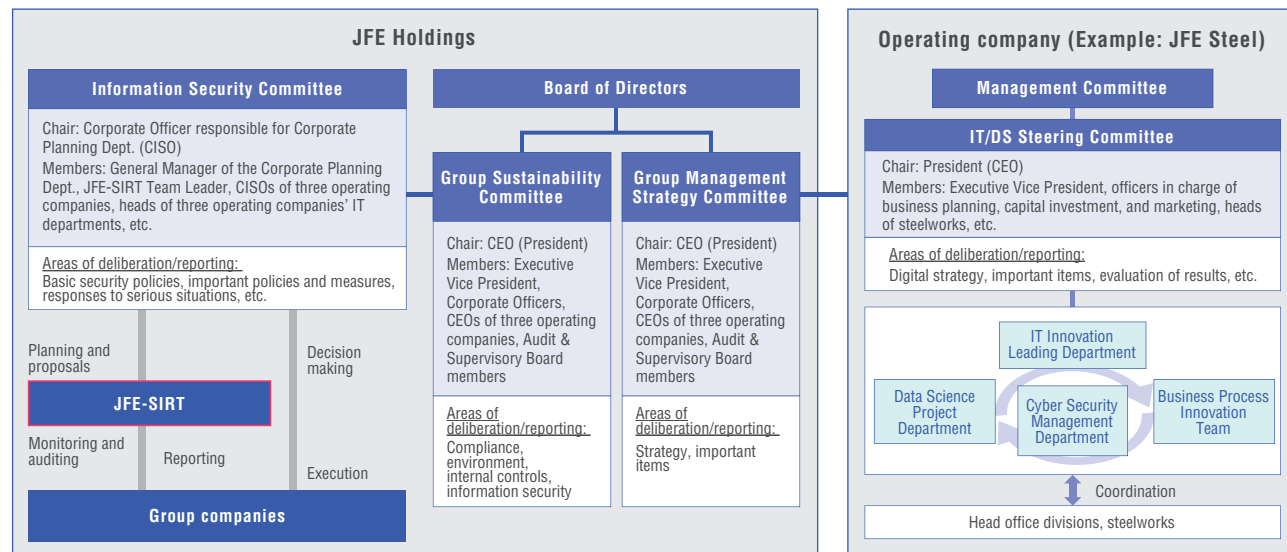 JFE Holdings
Information Security Committee
Chair: Corporate Officer responsible for Corporate
Planning Dept. (CISO)
Members: General Manager of the Corporate Planning
Dept., JFE-SIRT Team Leader, CISOs of three operating
companies, heads of three operating companies’ IT
departments, etc.
Areas of deliberation/reporting:
Basic security policies, important policies and measures,
responses to serious situations, etc.
Planning and
proposals
Decision
making
JFE-SIRT
Monitoring and
auditing
Reporting
Execution
Group companies
Board of Directors
Group Sustainability
Committee
Chair: CEO (President)
Members: Executive
Vice President,
Corporate Officers,
CEOs of three operating
companies, Audit &
Supervisory Board
members
Areas of
deliberation/reporting:
Compliance,
environment,
internal controls,
information security
Group Management
Strategy Committee
Chair: CEO (President)
Members: Executive
Vice President,
Corporate Officers,
CEOs of three operating
companies, Audit &
Supervisory Board
members
Areas of
deliberation/reporting:
Strategy, important
items
Operating company (Example: JFE Steel)
Management Committee
IT/DS Steering Committee
Chair: President (CEO)
Members: Executive Vice President, officers in charge of
business planning, capital investment, and marketing, heads
of steelworks, etc.
Areas of deliberation/reporting:
Digital strategy, important items, evaluation of results, etc.
IT Innovation
Leading Department
Data Science
Project
Department
Cyber Security
Management
Department
Business Process
Innovation
Team
Coordination
Head office divisions, steelworks